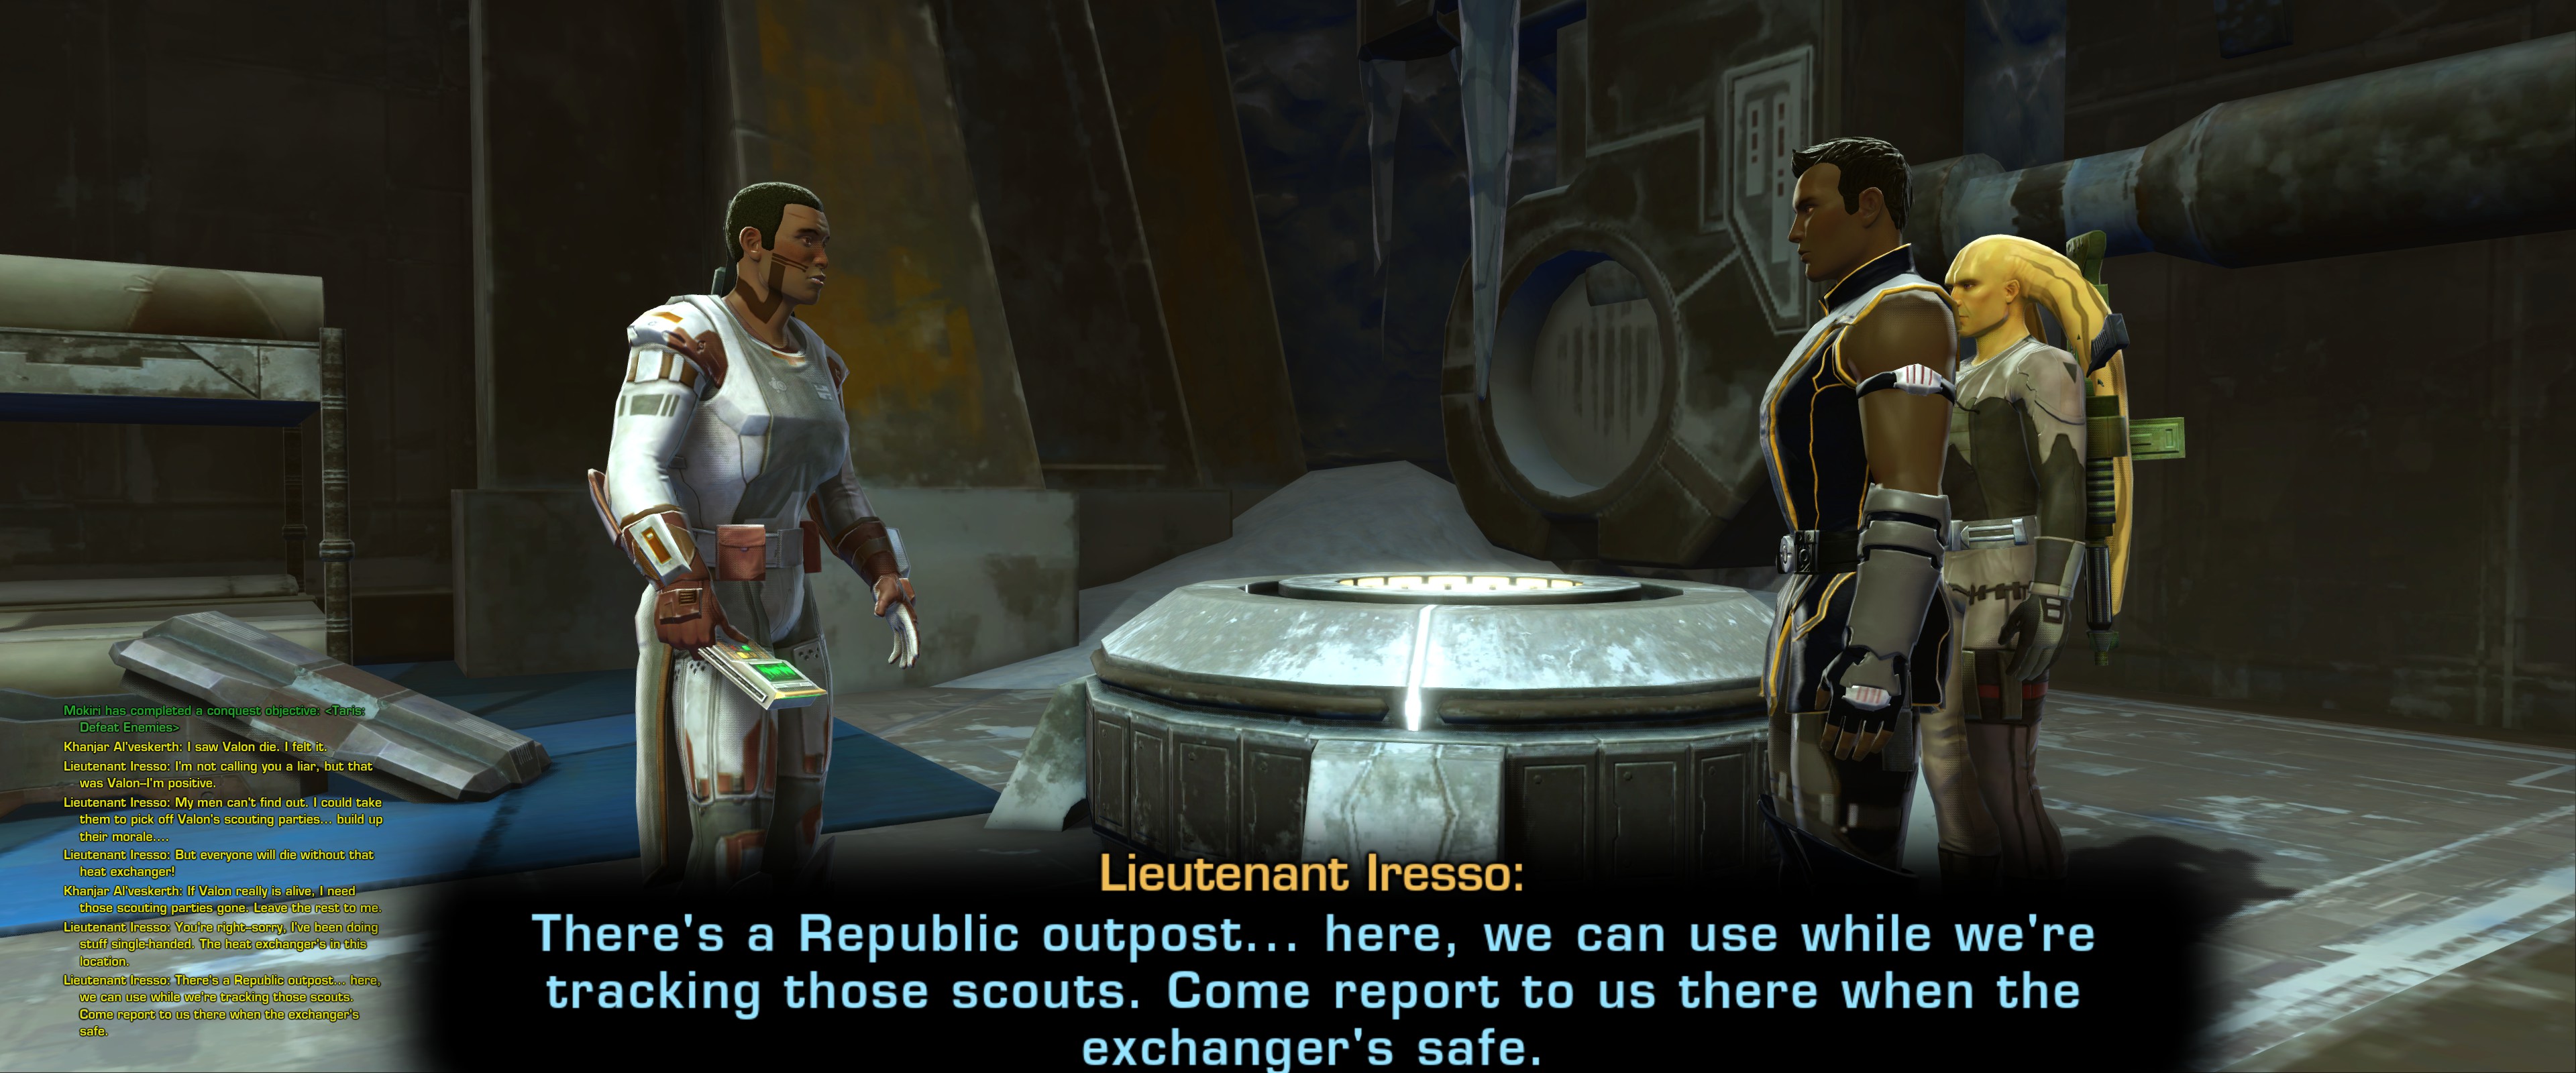 Mokiri has completed a conquest objective: <Taris:
Defeat Enemies>
Khanjar Al'veskerth: I saw Valon die. I felt it.
Lieutenant Iresso: I'm not calling you a liar, but that
was Valon–I'm positive.
Lieutenant Iresso: My men can't find out. I could take
them to pick off Valon's scouting parties... build up
their morale....
Lieutenant Iresso: But everyone will die without that
heat exchanger!
Khanjar Al'veskerth: If Valon really is alive, I need
those scouting parties gone. Leave the rest to me.
Lieutenant Iresso: You're right–sorry, I've been doing
stuff single-handed. The heat exchanger's in this
location.
Lieutenant Iresso: There's a Republic outpost... here,
we can use while we're tracking those scouts.
Come report to us there when the exchanger's
safe.
Lieutenant Iresso:
There's a Republic outpost... here, we can use while we're
tracking those scouts. Come report to us there when the
exchanger's safe.